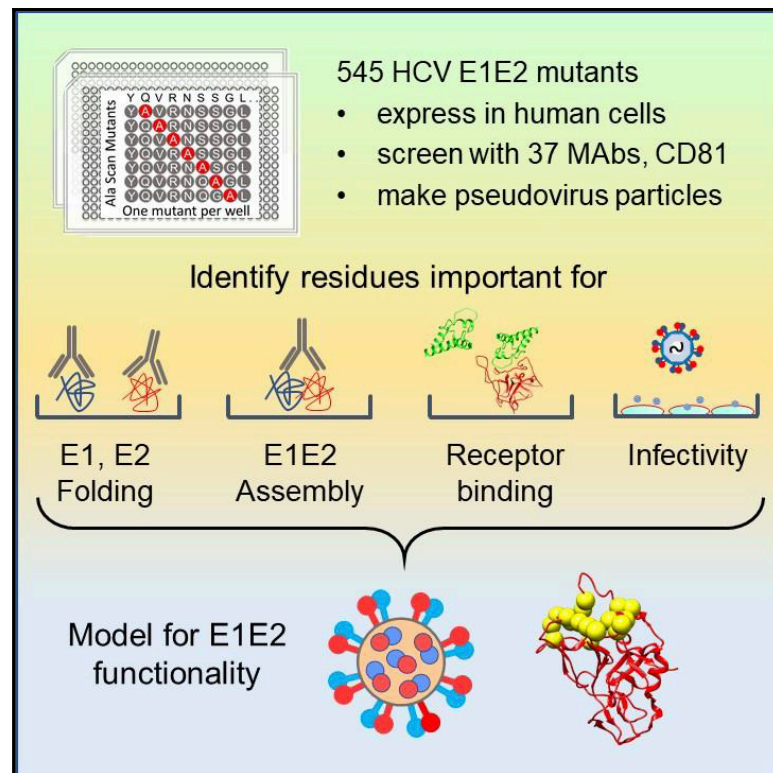 Y Q V R N S S G L . .
Y A V R N S S G L
Y Q A R N S S G L
Y Q V A N S S G L
Y Q V R A S S G L
Y Q V R N A S G L
Y Q V R N Q A G L
Y Q V R N Q G A L
Ala Scan Mutants
One mutant per well
545 HCV E1E2 mutants
• express in human cells
• screen with 37 MAbs, CD81
• make pseudovirus particles
Identify residues important for
E1, E2
Folding
E1E2
Assembly
Receptor
binding
Infectivity
Model for E1E2
functionality